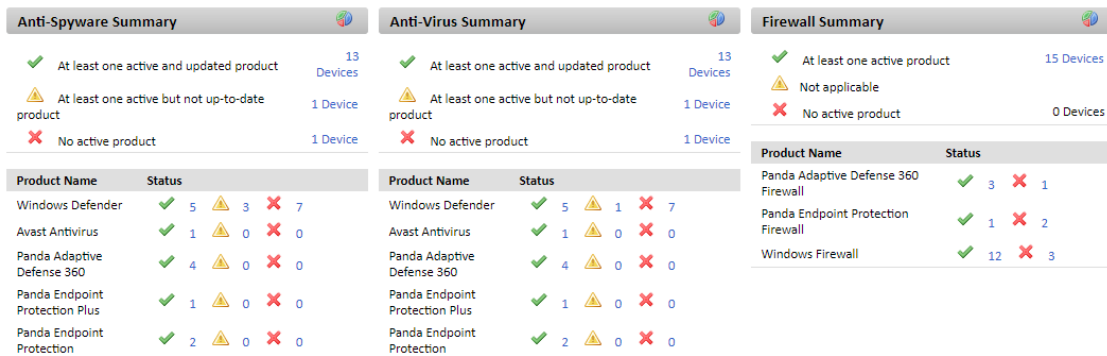 Anti-Spyware Summary
At least one active and updated product
13
Devices
At least one active but not up-to-date
product
1 Device
No active product
1 Device
Product Name Status
Windows Defender 5 3 7
Avast Antivirus 1 0 0
Panda Adaptive
Defense 360
4 0 0
Panda Endpoint
Protection Plus
1 0 0
Panda Endpoint
Protection
2 0 0
Anti-Virus Summary
At least one active and updated product
13
Devices
At least one active but not up-to-date
product
1 Device
No active product
1 Device
Product Name Status
Windows Defender 5 1 7
Avast Antivirus 1 0 0
Panda Adaptive
Defense 360
4 0 0
Panda Endpoint
Protection Plus
1 0 0
Panda Endpoint
Protection
2 0 0
Firewall Summary
At least one active product 15 Devices
Not applicable
No active product 0 Devices
Product Name Status
Panda Adaptive Defense 360
Firewall
3 1
Panda Endpoint Protection
Firewall
1 2
Windows Firewall 12 3